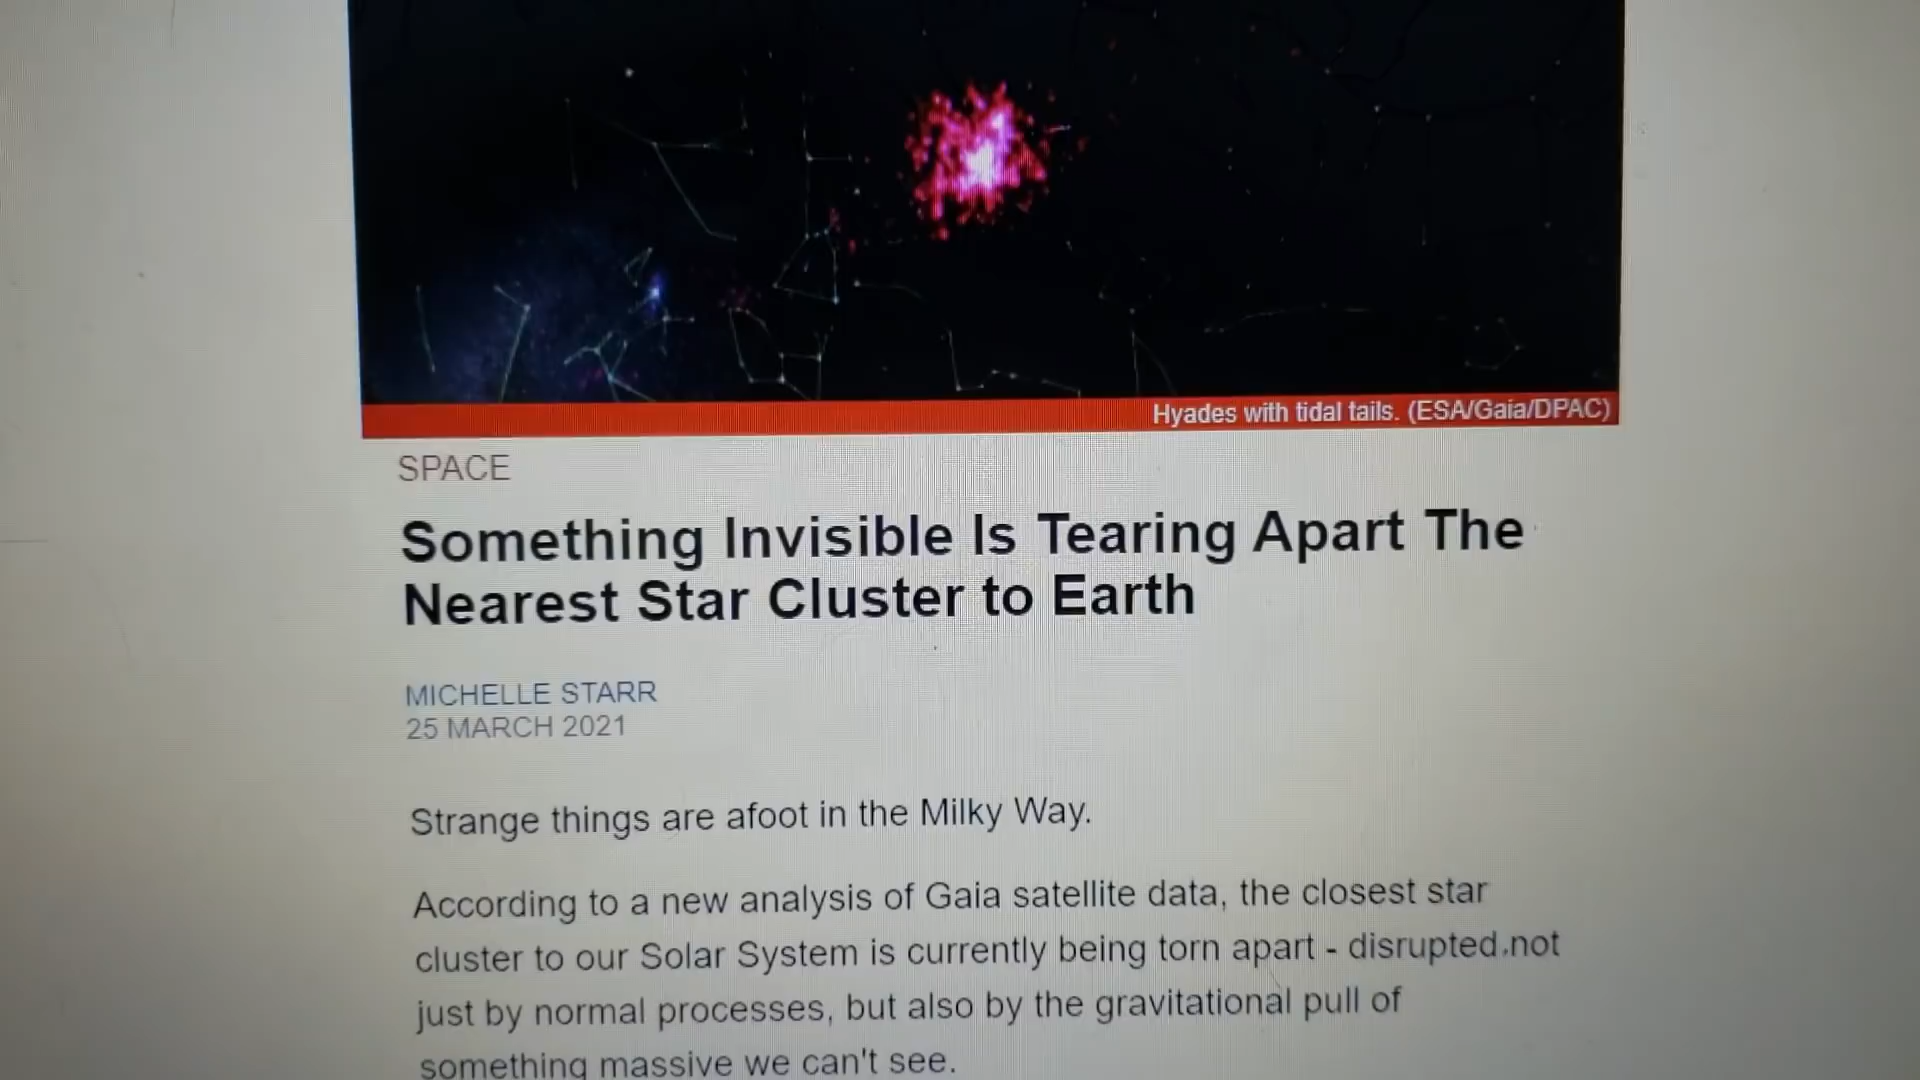 Hyades with tidal tails. (ESA/Gaia/DPAC)
SPACE
Something Invisible Is Tearing Apart The
Nearest Star Cluster to Earth
MICHELLE STARR
25 MARCH 2021
Strange things are afoot in the Milky Way.
According to a new analysis of Gaia satellite data, the closest star
cluster to our Solar System is currently being torn apart - disrupted not
just by normal processes, but also by the gravitational pull of
something massive we can't see.